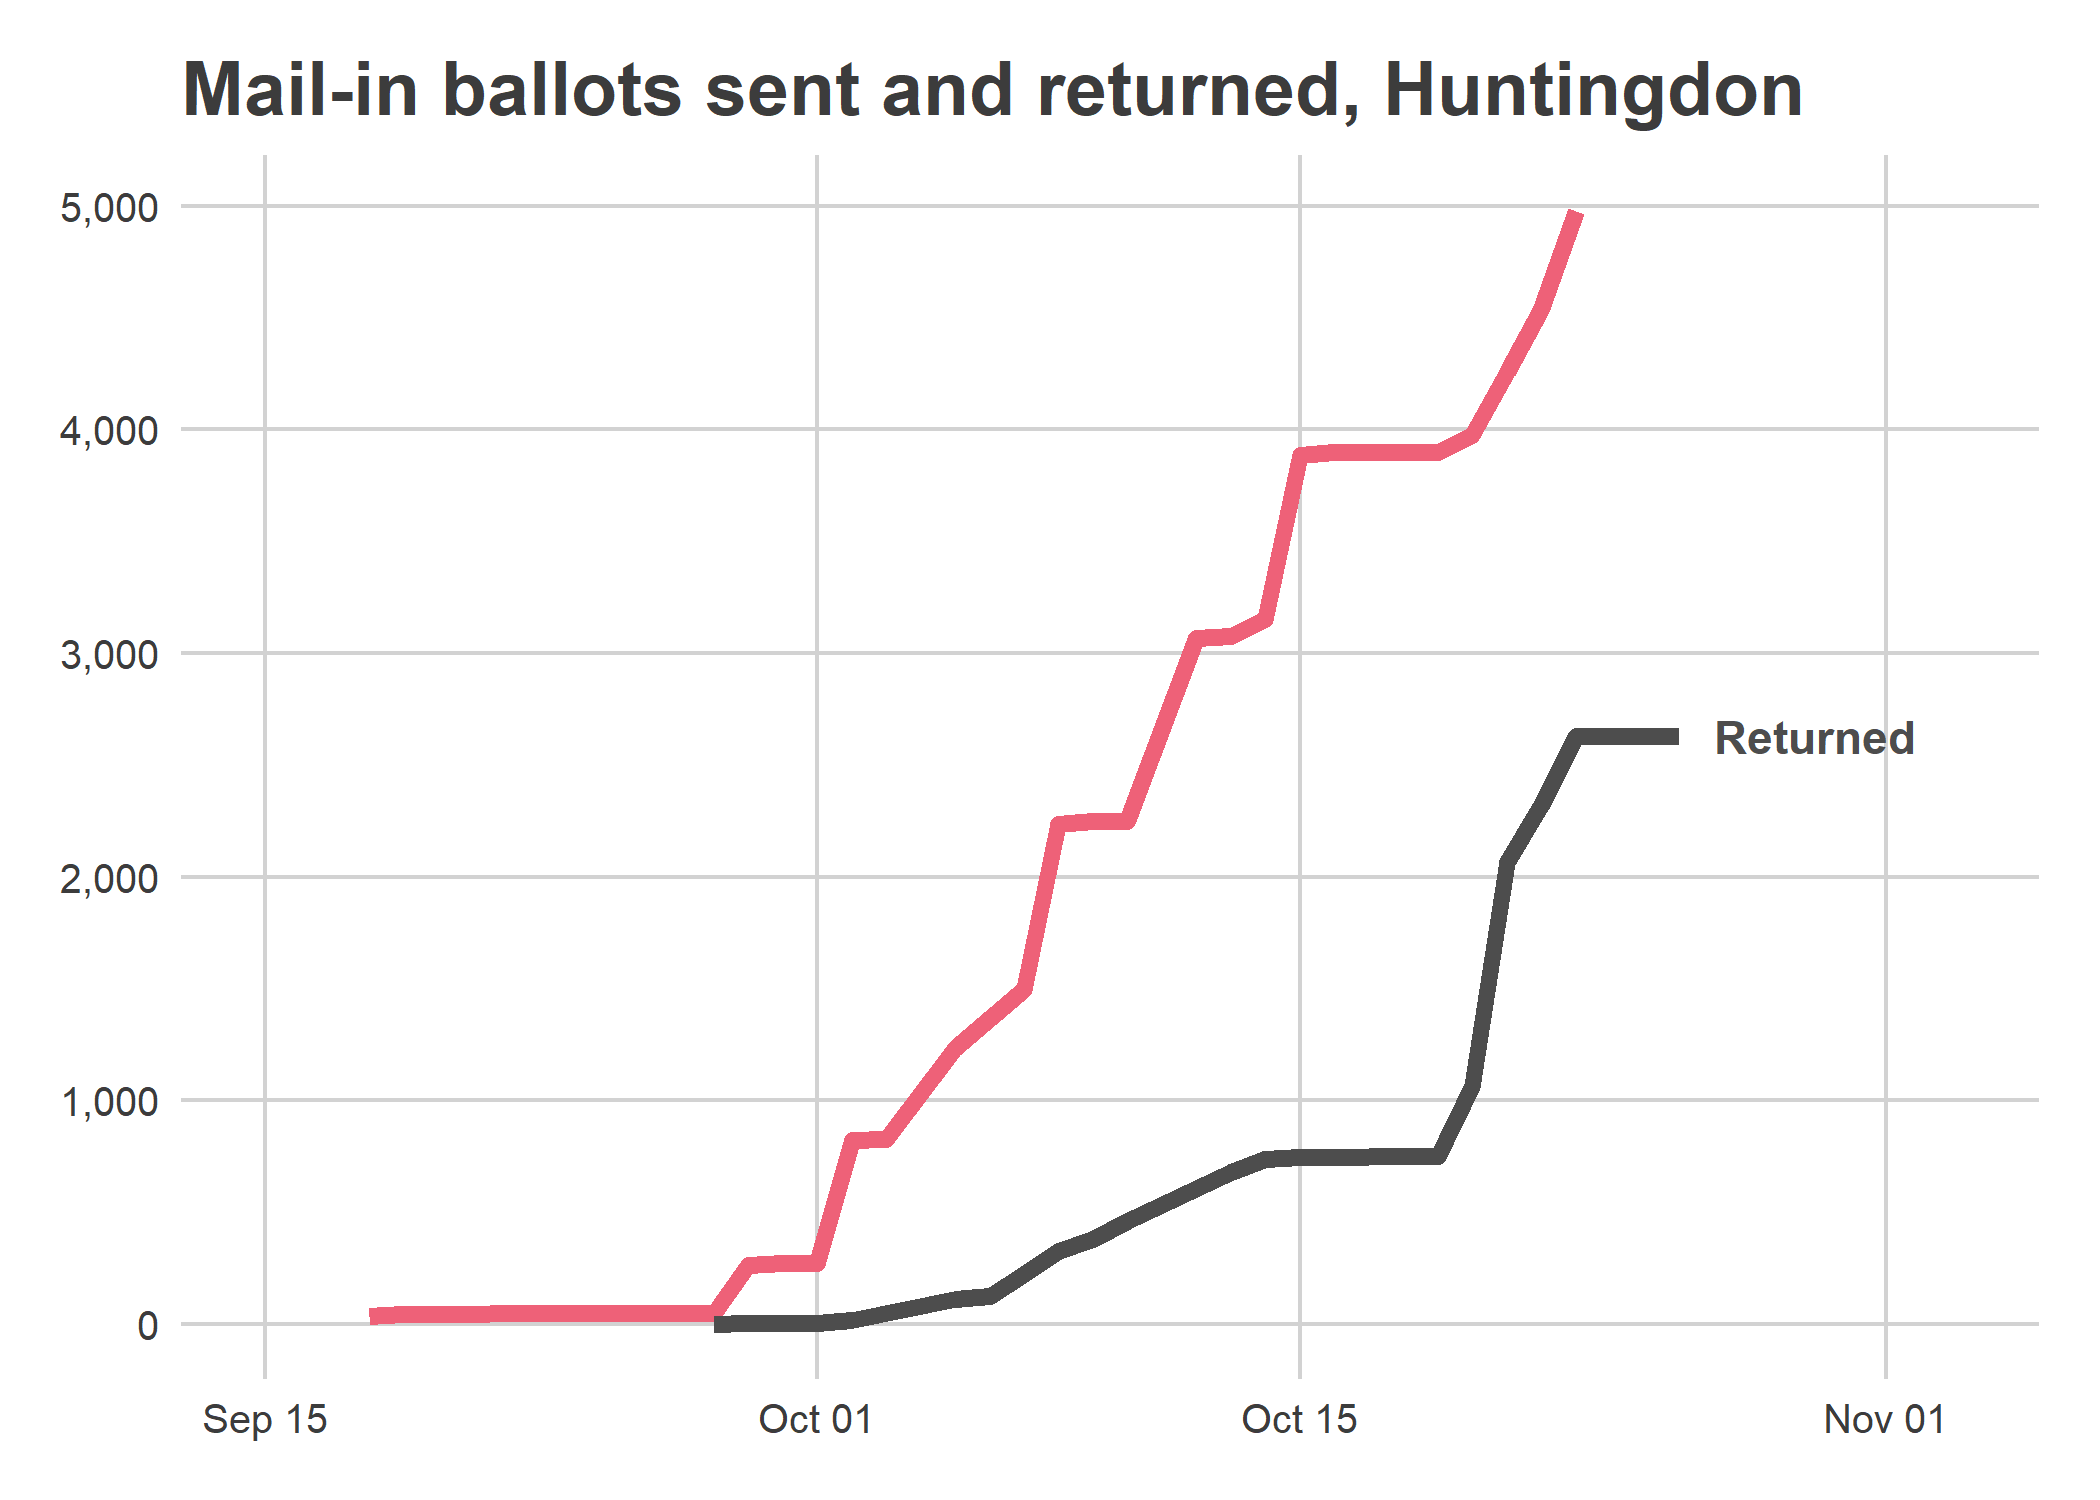 Mail-in ballots sent and returned, Huntingdon
5,000
4,000
3,000
Returned
2,000
1,000
0
Sep 15
Oct 01
Oct 15
Nov 01